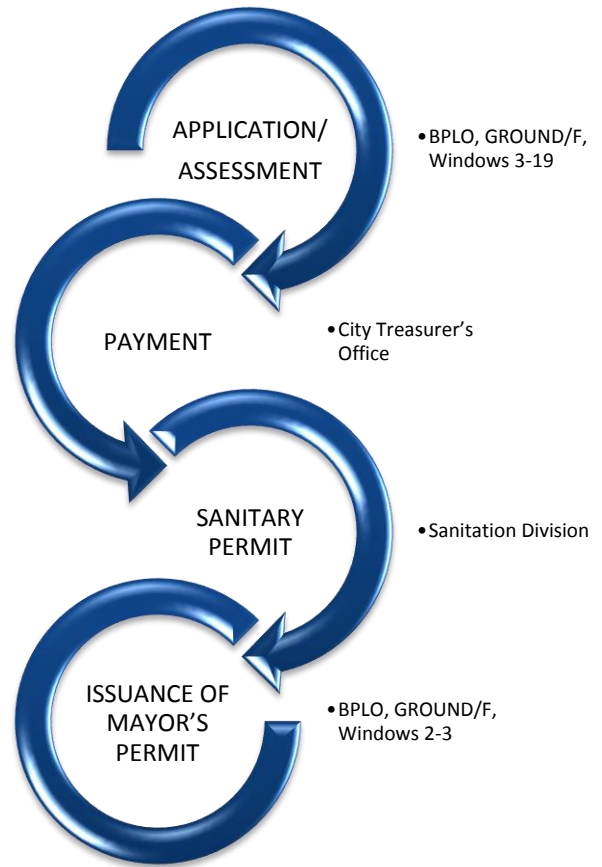 APPLICATION/
ASSESSMENT
•BPLO, GROUND/F,
Windows 3-19
PAYMENT
•City Treasurer’s
Office
SANITARY
PERMIT
•Sanitation Division
ISSUANCE OF
MAYOR’S
PERMIT
•BPLO, GROUND/F,
Windows 2-3